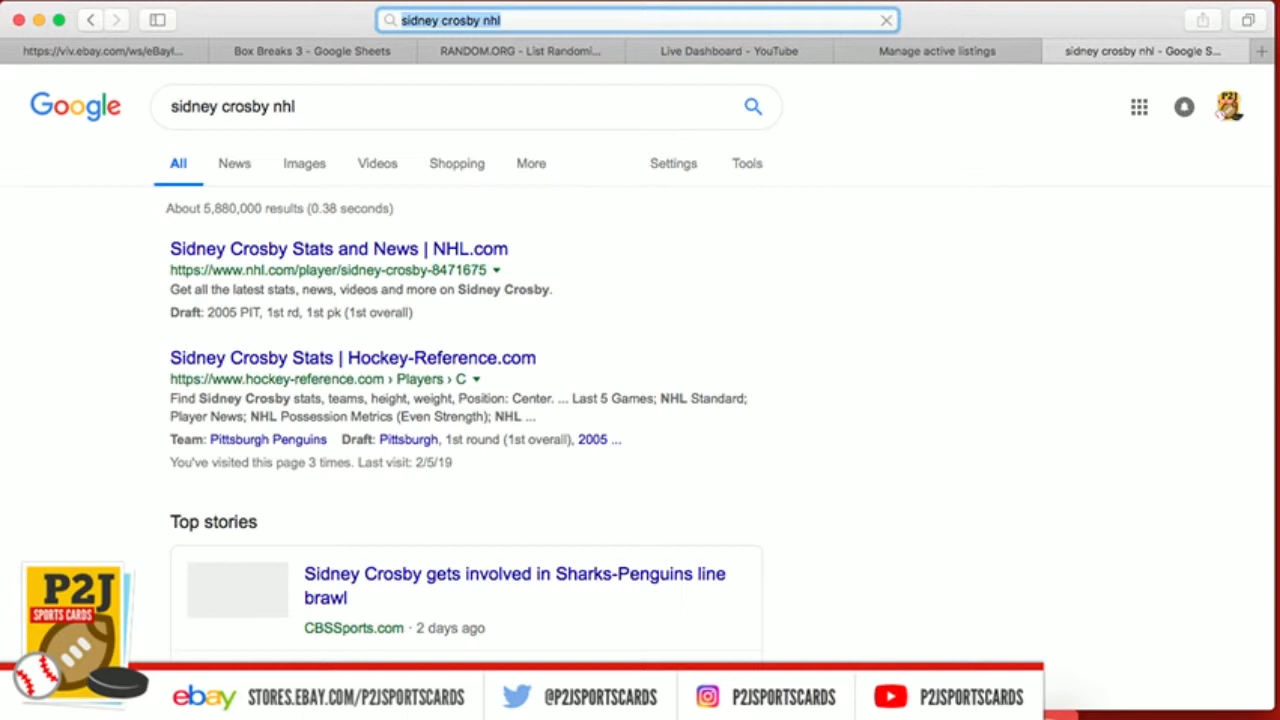 sidney crosby nhl
https://viv.ebay.com/ws/eBayI...
Box Breaks 3 - Google Sheets
RANDOM.ORG - List Randomi...
Live Dashboard - YouTube
Manage active listings
sidney crosby nhl - Google S...
Google
sidney crosby nhl
P2J
All News Images Videos Shopping More Settings Tools
About 5,880,000 results (0.38 seconds)
Sidney Crosby Stats and News | NHL.com
https://www.nhl.com/player/sidney-crosby-8471675
Get all the latest stats, news, videos and more on Sidney Crosby.
Draft: 2005 PIT, 1st rd, 1st pk (1st overall)
Sidney Crosby Stats | Hockey-Reference.com
https://www.hockey-reference.com › Players › C
Find Sidney Crosby stats, teams, height, weight, Position: Center. ... Last 5 Games; NHL Standard;
Player News; NHL Possession Metrics (Even Strength); NHL ...
Team: Pittsburgh Penguins Draft: Pittsburgh, 1st round (1st overall), 2005 ...
You've visited this page 3 times. Last visit: 2/5/19
Top stories
Sidney Crosby gets involved in Sharks-Penguins line
brawl
CBSSports.com · 2 days ago
P2J
SPORTS CARDS
ebay STORES.EBAY.COM/P2JSPORTSCARDS
@P2JSPORTSCARDS
P2JSPORTSCARDS
P2JSPORTSCARDS